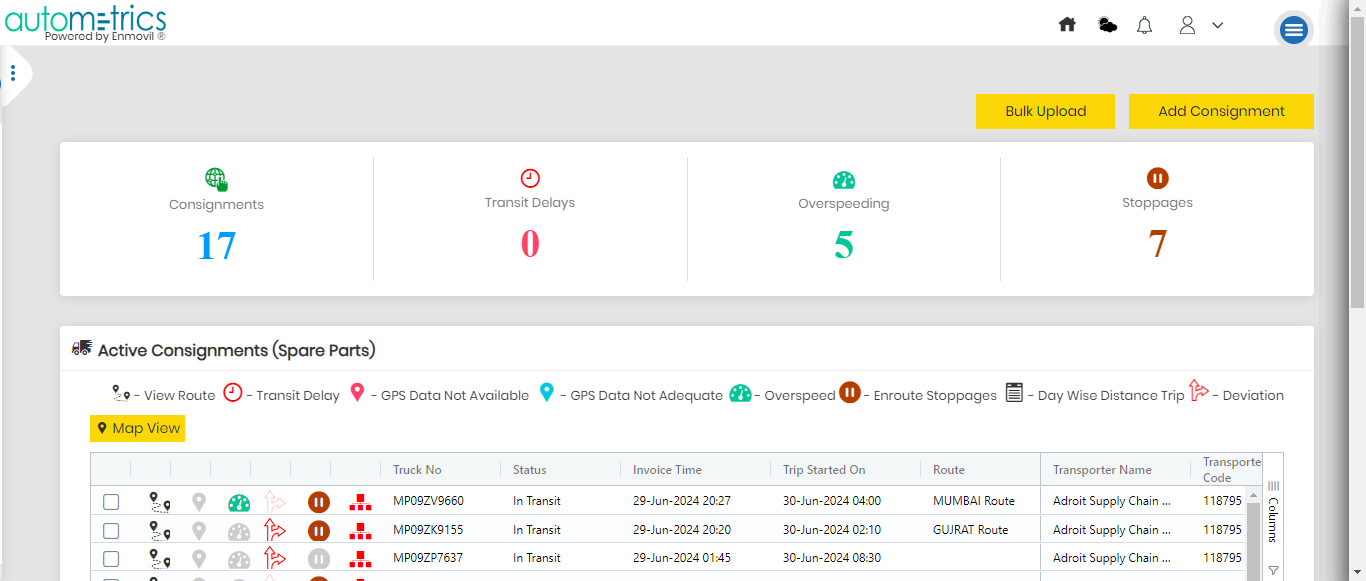 autometrics
Powered by Enmovil ®
Bulk Upload
Add Consignment
Consignments
17
Transit Delays
0
Overspeeding
5
Stoppages
7
Active Consignments (Spare Parts)
- View Route - Transit Delay - GPS Data Not Available - GPS Data Not Adequate - Overspeed - Enroute Stoppages - Day Wise Distance Trip - Deviation
Map View
Truck No Status Invoice Time Trip Started On Route Transporter Name Transporte
Code
MP09ZV9660 In Transit 29-Jun-2024 20:27 30-Jun-2024 04:00 MUMBAI Route Adroit Supply Chain ... 118795
MP09ZK9155 In Transit 29-Jun-2024 20:20 30-Jun-2024 02:10 GUJRAT Route Adroit Supply Chain ... 118795
MP09ZP7637 In Transit 29-Jun-2024 01:45 30-Jun-2024 08:30 Adroit Supply Chain ... 118795
Columns